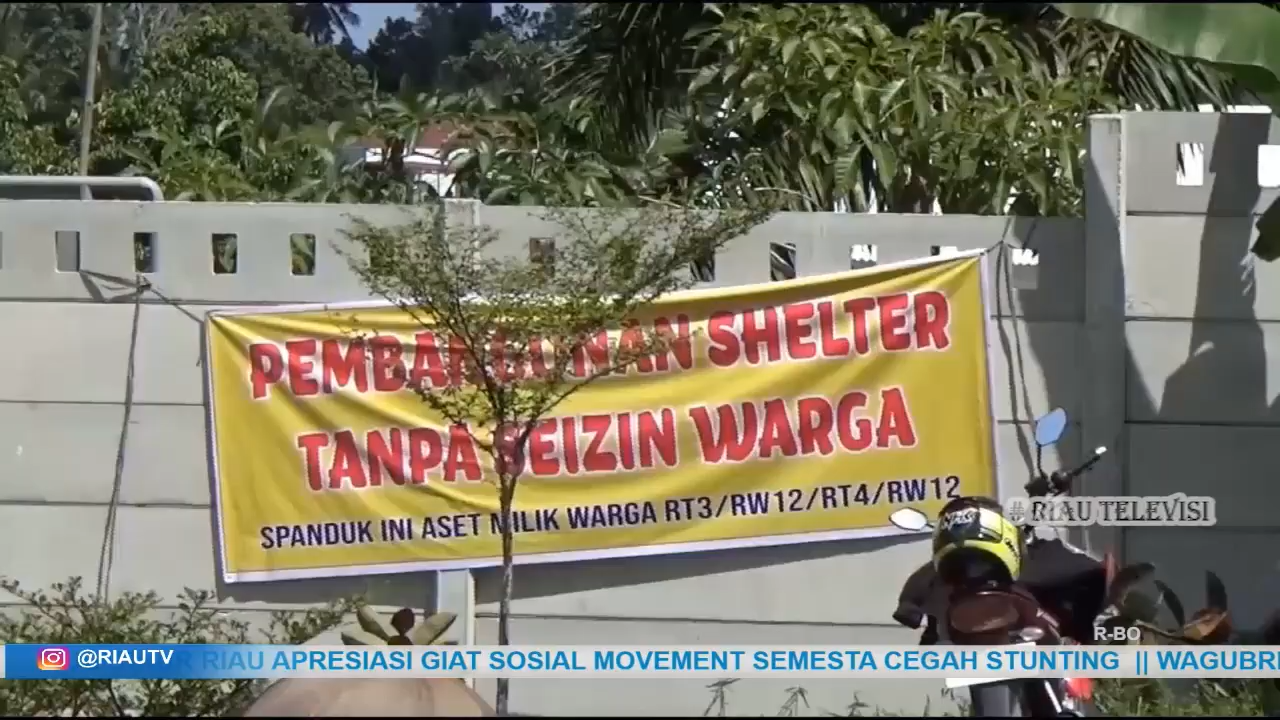 PEMBANGUNAN SHELTER
TANPA SEIZIN WARGA
SPANDUK INI ASET MILIK WARGA RT3/RW12/RT4/RW12
# RIAU TELEVISI
R-BO
@RIAUTV
RIAU APRESIASI GIAT SOSIAL MOVEMENT SEMESTA CEGAH STUNTING || WAGUBRI